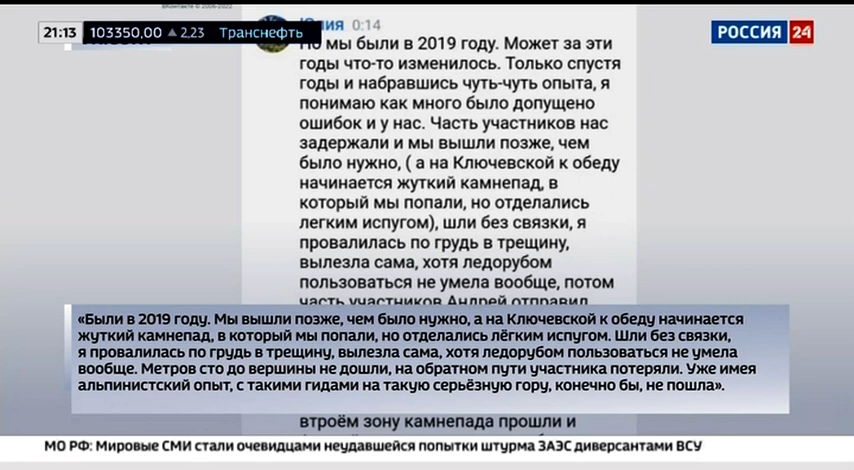 ВКонтакте © 2006-2022
21:13 103350,00 ▲ 2,23 Транснефть
РОССИЯ 24
Юлия 0:14
Но мы были в 2019 году. Может за эти
годы что-то изменилось. Только спустя
годы и набравшись чуть-чуть опыта, я
понимаю как много было допущено
ошибок и у нас. Часть участников нас
задержали и мы вышли позже, чем
было нужно, ( а на Ключевской к обеду
начинается жуткий камнепад, в
который мы попали, но отделались
легким испугом), шли без связки, я
провалилась по грудь в трещину,
вылезла сама, хотя ледорубом
пользоваться не умела вообще, потом
часть участников Андрей отправил
«Были в 2019 году. Мы вышли позже, чем было нужно, а на Ключевской к обеду начинается
жуткий камнепад, в который мы попали, но отделались лёгким испугом. Шли без связки,
я провалилась по грудь в трещину, вылезла сама, хотя ледорубом пользоваться не умела
вообще. Метров сто до вершины не дошли, на обратном пути участника потеряли. Уже имея
альпинистский опыт, с такими гидами на такую серьёзную гору, конечно бы, не пошла».
втроём зону камнепада прошли и
МО РФ: Мировые СМИ стали очевидцами неудавшейся попытки штурма ЗАЭС диверсантами ВСУ